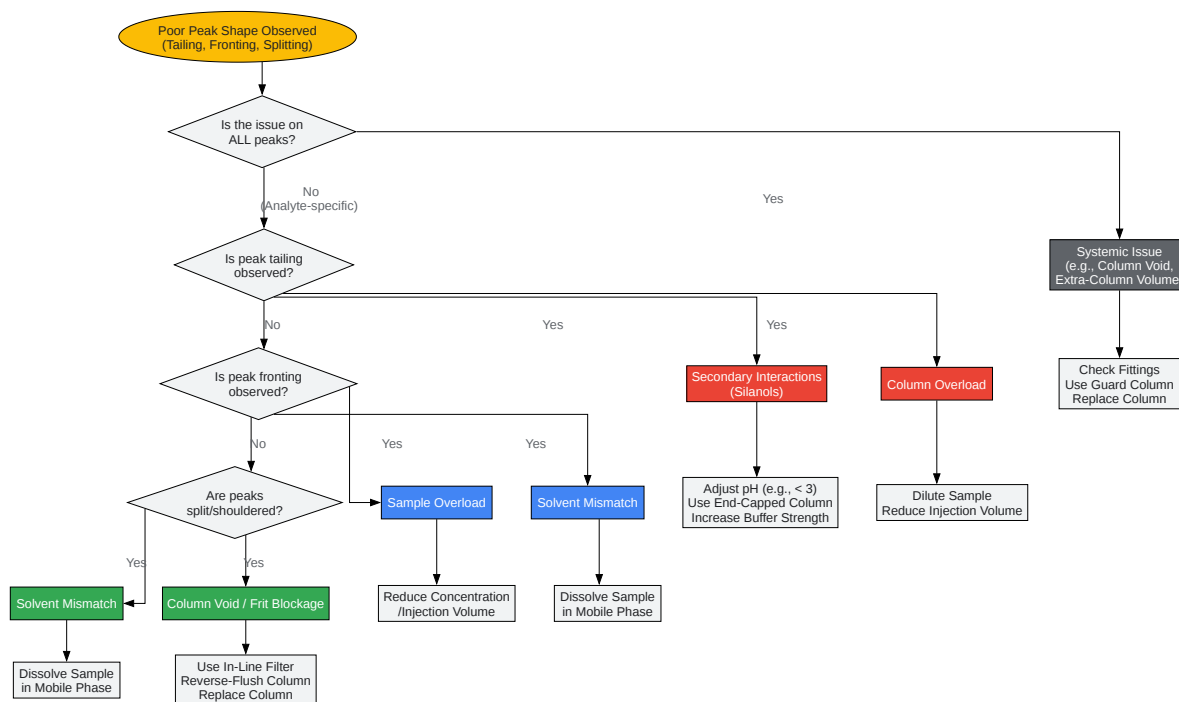 Poor Peak Shape Observed
(Tailing, Fronting, Splitting)
Is the issue on
ALL peaks?
No
(Analyte-specific)
Yes
Is peak tailing
observed?
Systemic Issue
(e.g., Column Void,
Extra-Column Volume
No
Yes
Yes
Is peak fronting
observed?
Secondary Interactions
(Silanols)
Column Overload
Check Fittings
Use Guard Column
Replace Column
No
Yes
Yes
Are peaks
split/shouldered?
Sample Overload
Solvent Mismatch
Adjust pH (e.g., < 3)
Use End-Capped Column
Increase Buffer Strength
Dilute Sample
Reduce Injection Volume
Yes
Yes
Solvent Mismatch
Column Void / Frit Blockage
Reduce Concentration
/Injection Volume
Dissolve Sample
in Mobile Phase
Dissolve Sample
in Mobile Phase
Use In-Line Filter
Reverse-Flush Column
Replace Column